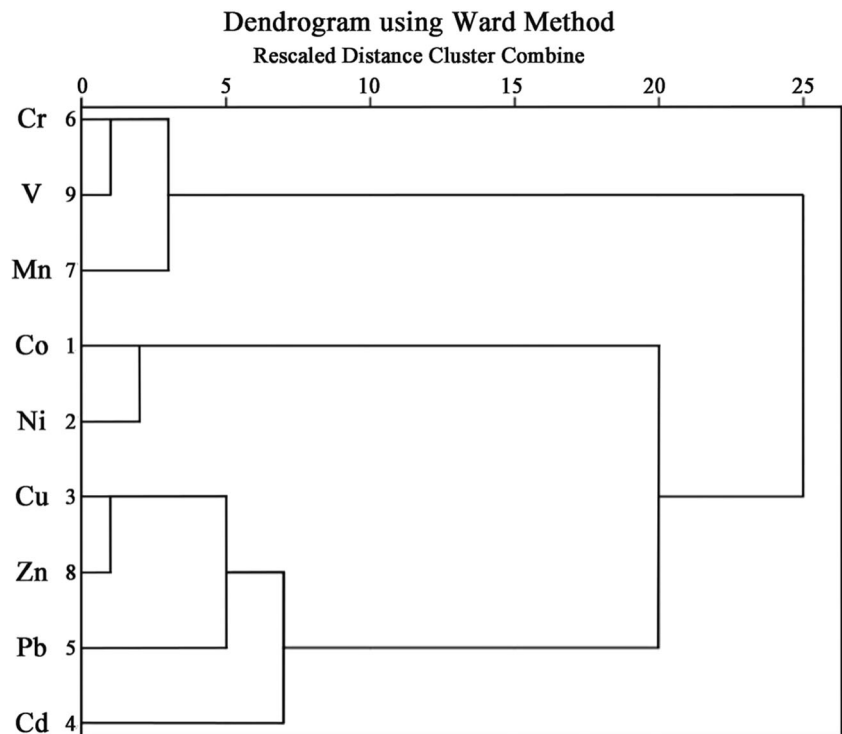 Dendrogram using Ward Method
Rescaled Distance Cluster Combine
0 5 10 15 20 25
Cr 6
V 9
Mn 7
Co 1
Ni 2
Cu 3
Zn 8
Pb 5
Cd 4